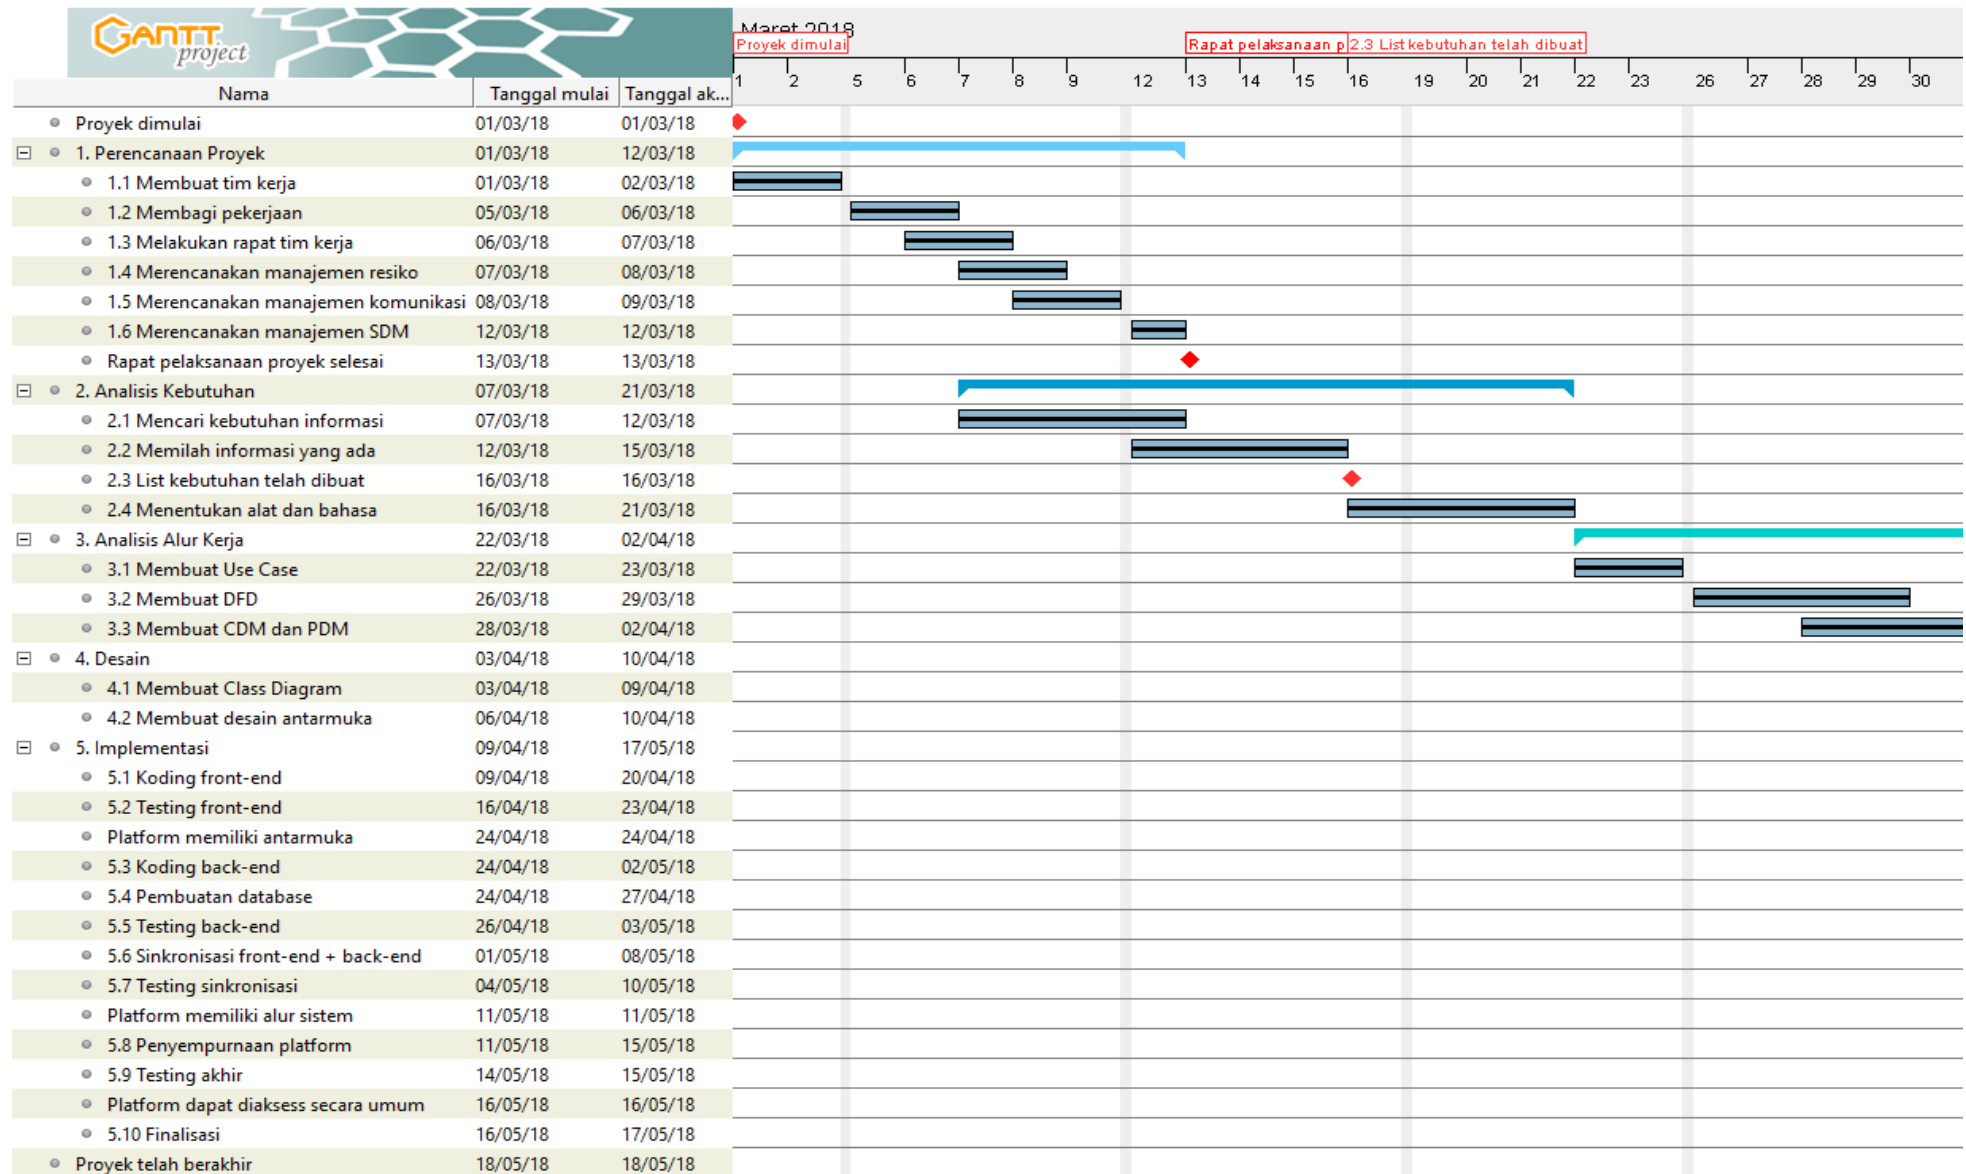 GANTT
project
Maret 2018
Proyek dimulai
Rapat pelaksanaan p 2.3 List kebutuhan telah dibuat
1 2 5 6 7 8 9 12 13 14 15 16 19 20 21 22 23 26 27 28 29 30
Nama Tanggal mulai Tanggal ak...
Proyek dimulai 01/03/18 01/03/18
1. Perencanaan Proyek 01/03/18 12/03/18
1.1 Membuat tim kerja 01/03/18 02/03/18
1.2 Membagi pekerjaan 05/03/18 06/03/18
1.3 Melakukan rapat tim kerja 06/03/18 07/03/18
1.4 Merencanakan manajemen resiko 07/03/18 08/03/18
1.5 Merencanakan manajemen komunikasi 08/03/18 09/03/18
1.6 Merencanakan manajemen SDM 12/03/18 12/03/18
Rapat pelaksanaan proyek selesai 13/03/18 13/03/18
2. Analisis Kebutuhan 07/03/18 21/03/18
2.1 Mencari kebutuhan informasi 07/03/18 12/03/18
2.2 Memilah informasi yang ada 12/03/18 15/03/18
2.3 List kebutuhan telah dibuat 16/03/18 16/03/18
2.4 Menentukan alat dan bahasa 16/03/18 21/03/18
3. Analisis Alur Kerja 22/03/18 02/04/18
3.1 Membuat Use Case 22/03/18 23/03/18
3.2 Membuat DFD 26/03/18 29/03/18
3.3 Membuat CDM dan PDM 28/03/18 02/04/18
4. Desain 03/04/18 10/04/18
4.1 Membuat Class Diagram 03/04/18 09/04/18
4.2 Membuat desain antarmuka 06/04/18 10/04/18
5. Implementasi 09/04/18 17/05/18
5.1 Koding front-end 09/04/18 20/04/18
5.2 Testing front-end 16/04/18 23/04/18
Platform memiliki antarmuka 24/04/18 24/04/18
5.3 Koding back-end 24/04/18 02/05/18
5.4 Pembuatan database 24/04/18 27/04/18
5.5 Testing back-end 26/04/18 03/05/18
5.6 Sinkronisasi front-end + back-end 01/05/18 08/05/18
5.7 Testing sinkronisasi 04/05/18 10/05/18
Platform memiliki alur sistem 11/05/18 11/05/18
5.8 Penyempurnaan platform 11/05/18 15/05/18
5.9 Testing akhir 14/05/18 15/05/18
Platform dapat diaksess secara umum 16/05/18 16/05/18
5.10 Finalisasi 16/05/18 17/05/18
Proyek telah berakhir 18/05/18 18/05/18